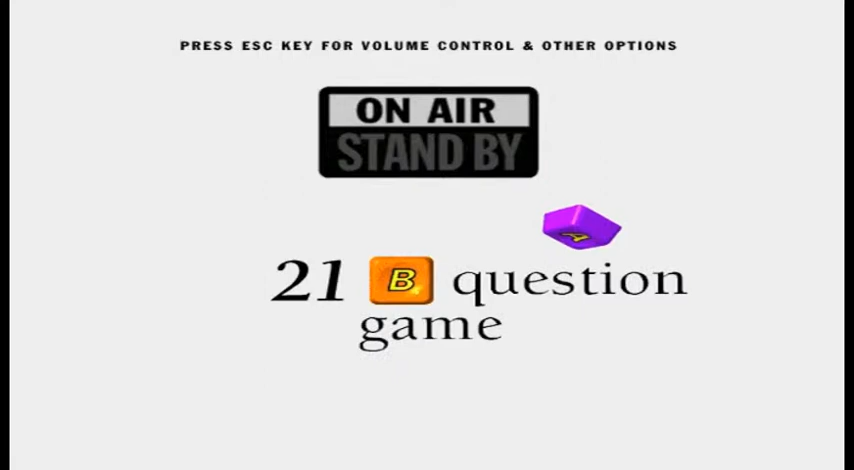 PRESS ESC KEY FOR VOLUME CONTROL & OTHER OPTIONS
ON AIR
STAND BY
A
21 B question
game